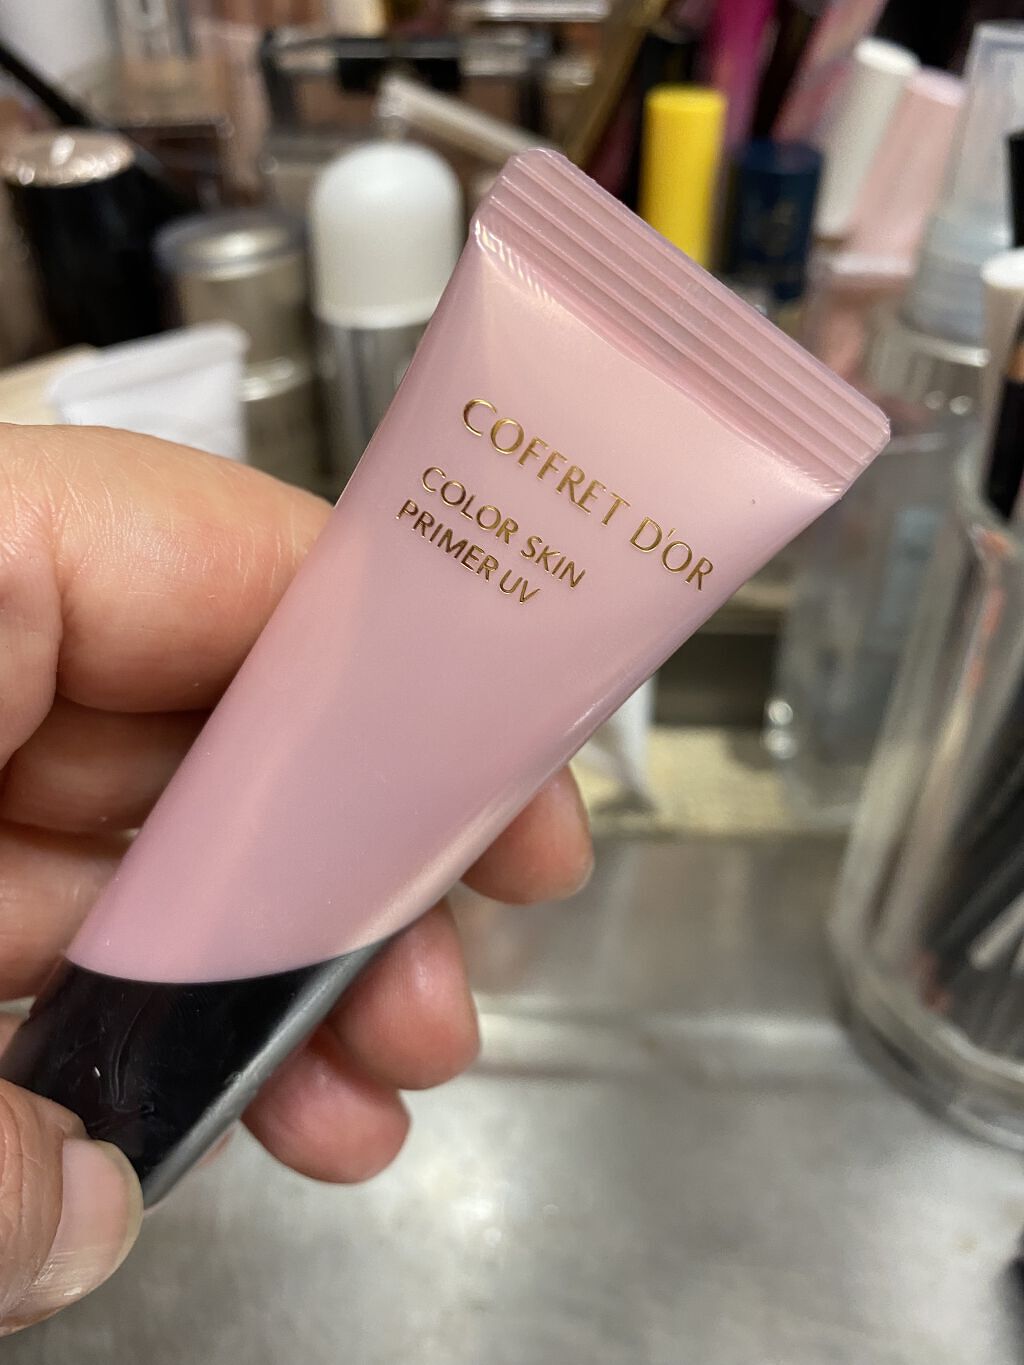 COFFRET D'OR
COLOR SKIN
PRIMER UV